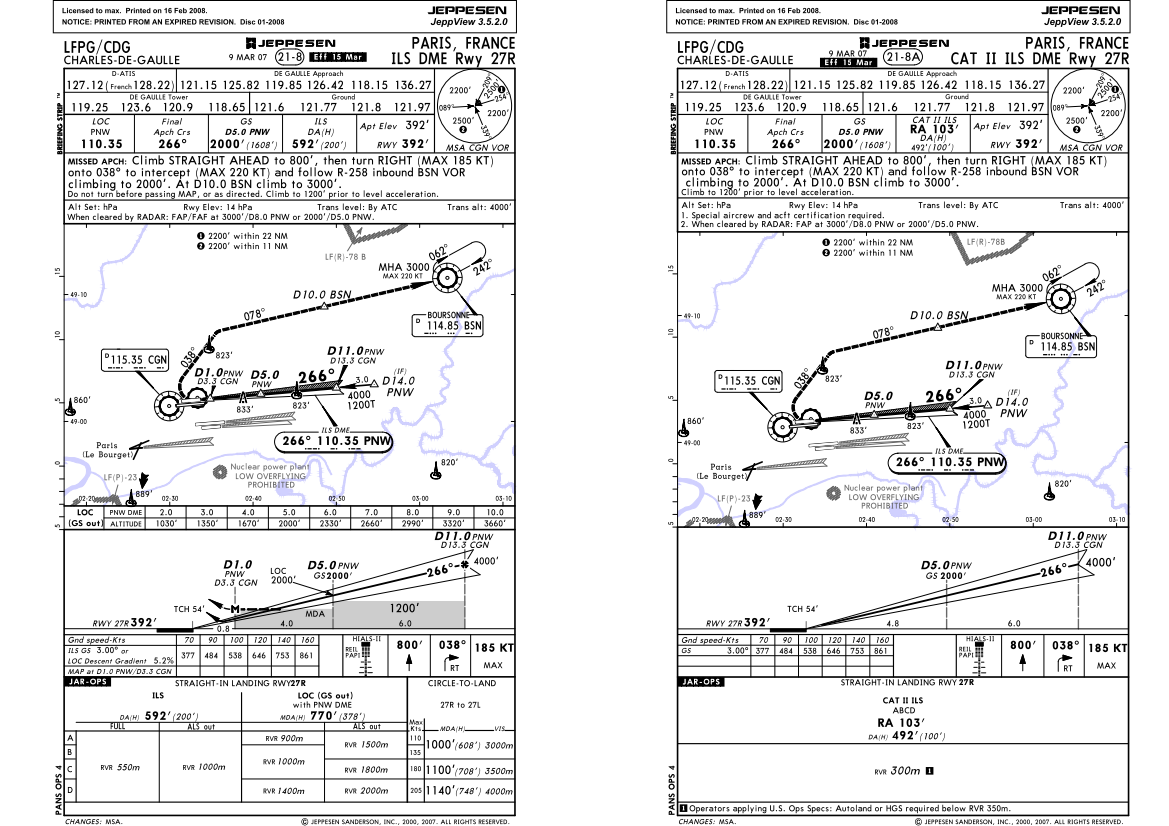 Licensed to max. Printed on 16 Feb 2008.
NOTICE: PRINTED FROM AN EXPIRED REVISION. Disc 01-2008
JEPPESEN
JeppView 3.5.2.0
LFPG/CDG
CHARLES-DE-GAULLE
JEPPESEN
9 MAR 07 21-8 Eff 15 Mar
PARIS, FRANCE
ILS DME Rwy 27R
BRIEFING STRIP
D-ATIS
127.12 (French 128.22)
DE GAULLE Approach
121.15 125.82 119.85 126.42 118.15 136.27
DE GAULLE Tower
119.25 123.6 120.9 118.65
Ground
121.6 121.77 121.8 121.97
LOC
PNW
110.35
Final
Apch Crs
266°
GS
D5.0 PNW
2000' (1608')
ILS
DA(H)
592' (200')
Apt Elev 392'
RWY 392'
2200'
2500'
209°
254°
2200'
089°
2500'
339°
MSA CGN VOR
MISSED APCH: Climb STRAIGHT AHEAD to 800', then turn RIGHT (MAX 185 KT)
onto 038° to intercept (MAX 220 KT) and follow R-258 inbound BSN VOR
climbing to 2000'. At D10.0 BSN climb to 3000'.
Do not turn before passing MAP, or as directed. Climb to 1200' prior to level acceleration.
Alt Set: hPa Rwy Elev: 14 hPa Trans level: By ATC Trans alt: 4000'
When cleared by RADAR: FAP/FAF at 3000'/D8.0 PNW or 2000'/D5.0 PNW.
1 2200' within 22 NM
2 2200' within 11 NM
LF(R)-78 B
062°
242°
MHA 3000
MAX 220 KT
D10.0 BSN
BOURSONNE
D 114.85 BSN
078°
038°
823'
D 115.35 CGN
D1.0 PNW
D3.3 CGN
D5.0
PNW
D11.0 PNW
D13.3 CGN
266°
(IF)
D14.0
PNW
3.0
4000
1200T
833'
823'
860'
ILS DME
266° 110.35 PNW
Paris
(Le Bourget)
LF(P)-23
889'
Nuclear power plant
LOW OVERFLYING
PROHIBITED
820'
15
49-10
10
5
49-00
0
5
02-20 02-30 02-40 02-50 03-00 03-10
LOC (GS out) PNW DME 2.0 3.0 4.0 5.0 6.0 7.0 8.0 9.0 10.0
ALTITUDE 1030' 1350' 1670' 2000' 2330' 2660' 2990' 3320' 3660'
D11.0 PNW
D13.3 CGN
4000'
266°
D5.0 PNW
GS 2000'
LOC
2000'
D1.0
PNW
D3.3 CGN
M
TCH 54'
MDA
1200'
RWY 27R 392'
0.8 4.0 6.0
Gnd speed-Kts 70 90 100 120 140 160
ILS GS 3.00° or
LOC Descent Gradient 5.2%
377 484 538 646 753 861
MAP at D1.0 PNW/D3.3 CGN
HIALS-II
REIL
PAPI
800'
038°
RT
185 KT
MAX
JAR-OPS
STRAIGHT-IN LANDING RWY 27R
CIRCLE-TO-LAND
ILS
DA(H) 592' (200')
LOC (GS out)
with PNW DME
MDA(H) 770' (378')
27R to 27L
FULL ALS out ALS out
Max Kts. MDA(H) VIS
A
B
C
D
RVR 550m
RVR 1000m
RVR 900m
RVR 1000m
RVR 1400m
RVR 1500m
RVR 1800m
RVR 2000m
110
135
1000' (608') 3000m
180 1100' (708') 3500m
205 1140' (748') 4000m
PANS OPS 4
CHANGES: MSA.
© JEPPESEN SANDERSON, INC., 2000, 2007. ALL RIGHTS RESERVED.
Licensed to max. Printed on 16 Feb 2008.
NOTICE: PRINTED FROM AN EXPIRED REVISION. Disc 01-2008
JEPPESEN
JeppView 3.5.2.0
LFPG/CDG
CHARLES-DE-GAULLE
JEPPESEN
9 MAR 07
Eff 15 Mar
21-8A
PARIS, FRANCE
CAT II ILS DME Rwy 27R
BRIEFING STRIP
D-ATIS
127.12 (French 128.22)
DE GAULLE Approach
121.15 125.82 119.85 126.42 118.15 136.27
DE GAULLE Tower
119.25 123.6 120.9 118.65
Ground
121.6 121.77 121.8 121.97
LOC
PNW
110.35
Final
Apch Crs
266°
GS
D5.0 PNW
2000' (1608')
CAT II ILS
RA 103'
DA(H)
492' (100')
Apt Elev 392'
RWY 392'
2200'
2500'
209°
254°
2200'
089°
2500'
339°
MSA CGN VOR
MISSED APCH: Climb STRAIGHT AHEAD to 800', then turn RIGHT (MAX 185 KT)
onto 038° to intercept (MAX 220 KT) and follow R-258 inbound BSN VOR
climbing to 2000'. At D10.0 BSN climb to 3000'.
Climb to 1200' prior to level acceleration.
Alt Set: hPa Rwy Elev: 14 hPa Trans level: By ATC Trans alt: 4000'
1. Special aircrew and acft certification required.
2. When cleared by RADAR: FAP at 3000'/D8.0 PNW or 2000'/D5.0 PNW.
1 2200' within 22 NM
2 2200' within 11 NM
LF(R)-78B
062°
242°
MHA 3000
MAX 220 KT
D10.0 BSN
BOURSONNE
D 114.85 BSN
078°
038°
823'
D 115.35 CGN
D5.0
PNW
D11.0 PNW
D13.3 CGN
266°
(IF)
D14.0
PNW
3.0
4000
1200T
833'
823'
860'
ILS DME
266° 110.35 PNW
Paris
(Le Bourget)
LF(P)-23
889'
Nuclear power plant
LOW OVERFLYING
PROHIBITED
820'
15
49-10
10
5
49-00
0
5
02-20 02-30 02-40 02-50 03-00 03-10
D11.0 PNW
D13.3 CGN
4000'
266°
D5.0 PNW
GS 2000'
TCH 54'
RWY 27R 392'
4.8 6.0
Gnd speed-Kts 70 90 100 120 140 160
GS 3.00° 377 484 538 646 753 861
HIALS-II
REIL
PAPI
800'
038°
RT
185 KT
MAX
JAR-OPS
STRAIGHT-IN LANDING RWY 27R
CAT II ILS
ABCD
RA 103'
DA(H) 492' (100')
RVR 300m 1
1 Operators applying U.S. Ops Specs: Autoland or HGS required below RVR 350m.
PANS OPS 4
CHANGES: MSA.
© JEPPESEN SANDERSON, INC., 2000, 2007. ALL RIGHTS RESERVED.